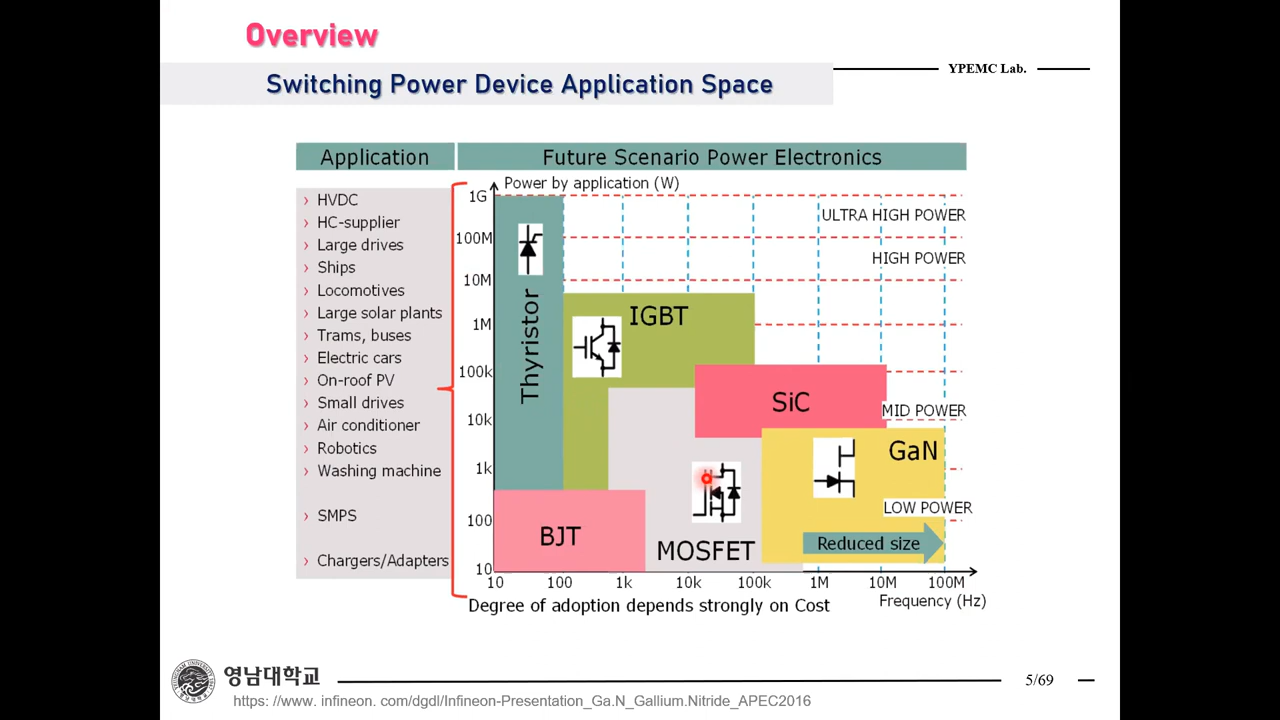 Overview
Switching Power Device Application Space
YPEMC Lab.
Application
Future Scenario Power Electronics
› HVDC
› HC-supplier
› Large drives
› Ships
› Locomotives
› Large solar plants
› Trams, buses
› Electric cars
› On-roof PV
› Small drives
› Air conditioner
› Robotics
› Washing machine
› SMPS
› Chargers/Adapters
Power by application (W)
1G
100M
10M
1M
100k
10k
1k
100
10
ULTRA HIGH POWER
HIGH POWER
MID POWER
LOW POWER
Thyristor
IGBT
SiC
GaN
BJT
MOSFET
Reduced size
10 100 1k 10k 100k 1M 10M 100M
Frequency (Hz)
Degree of adoption depends strongly on Cost
영남대학교
5/69
https: //www. infineon. com/dgdl/Infineon-Presentation_Ga.N_Gallium.Nitride_APEC2016